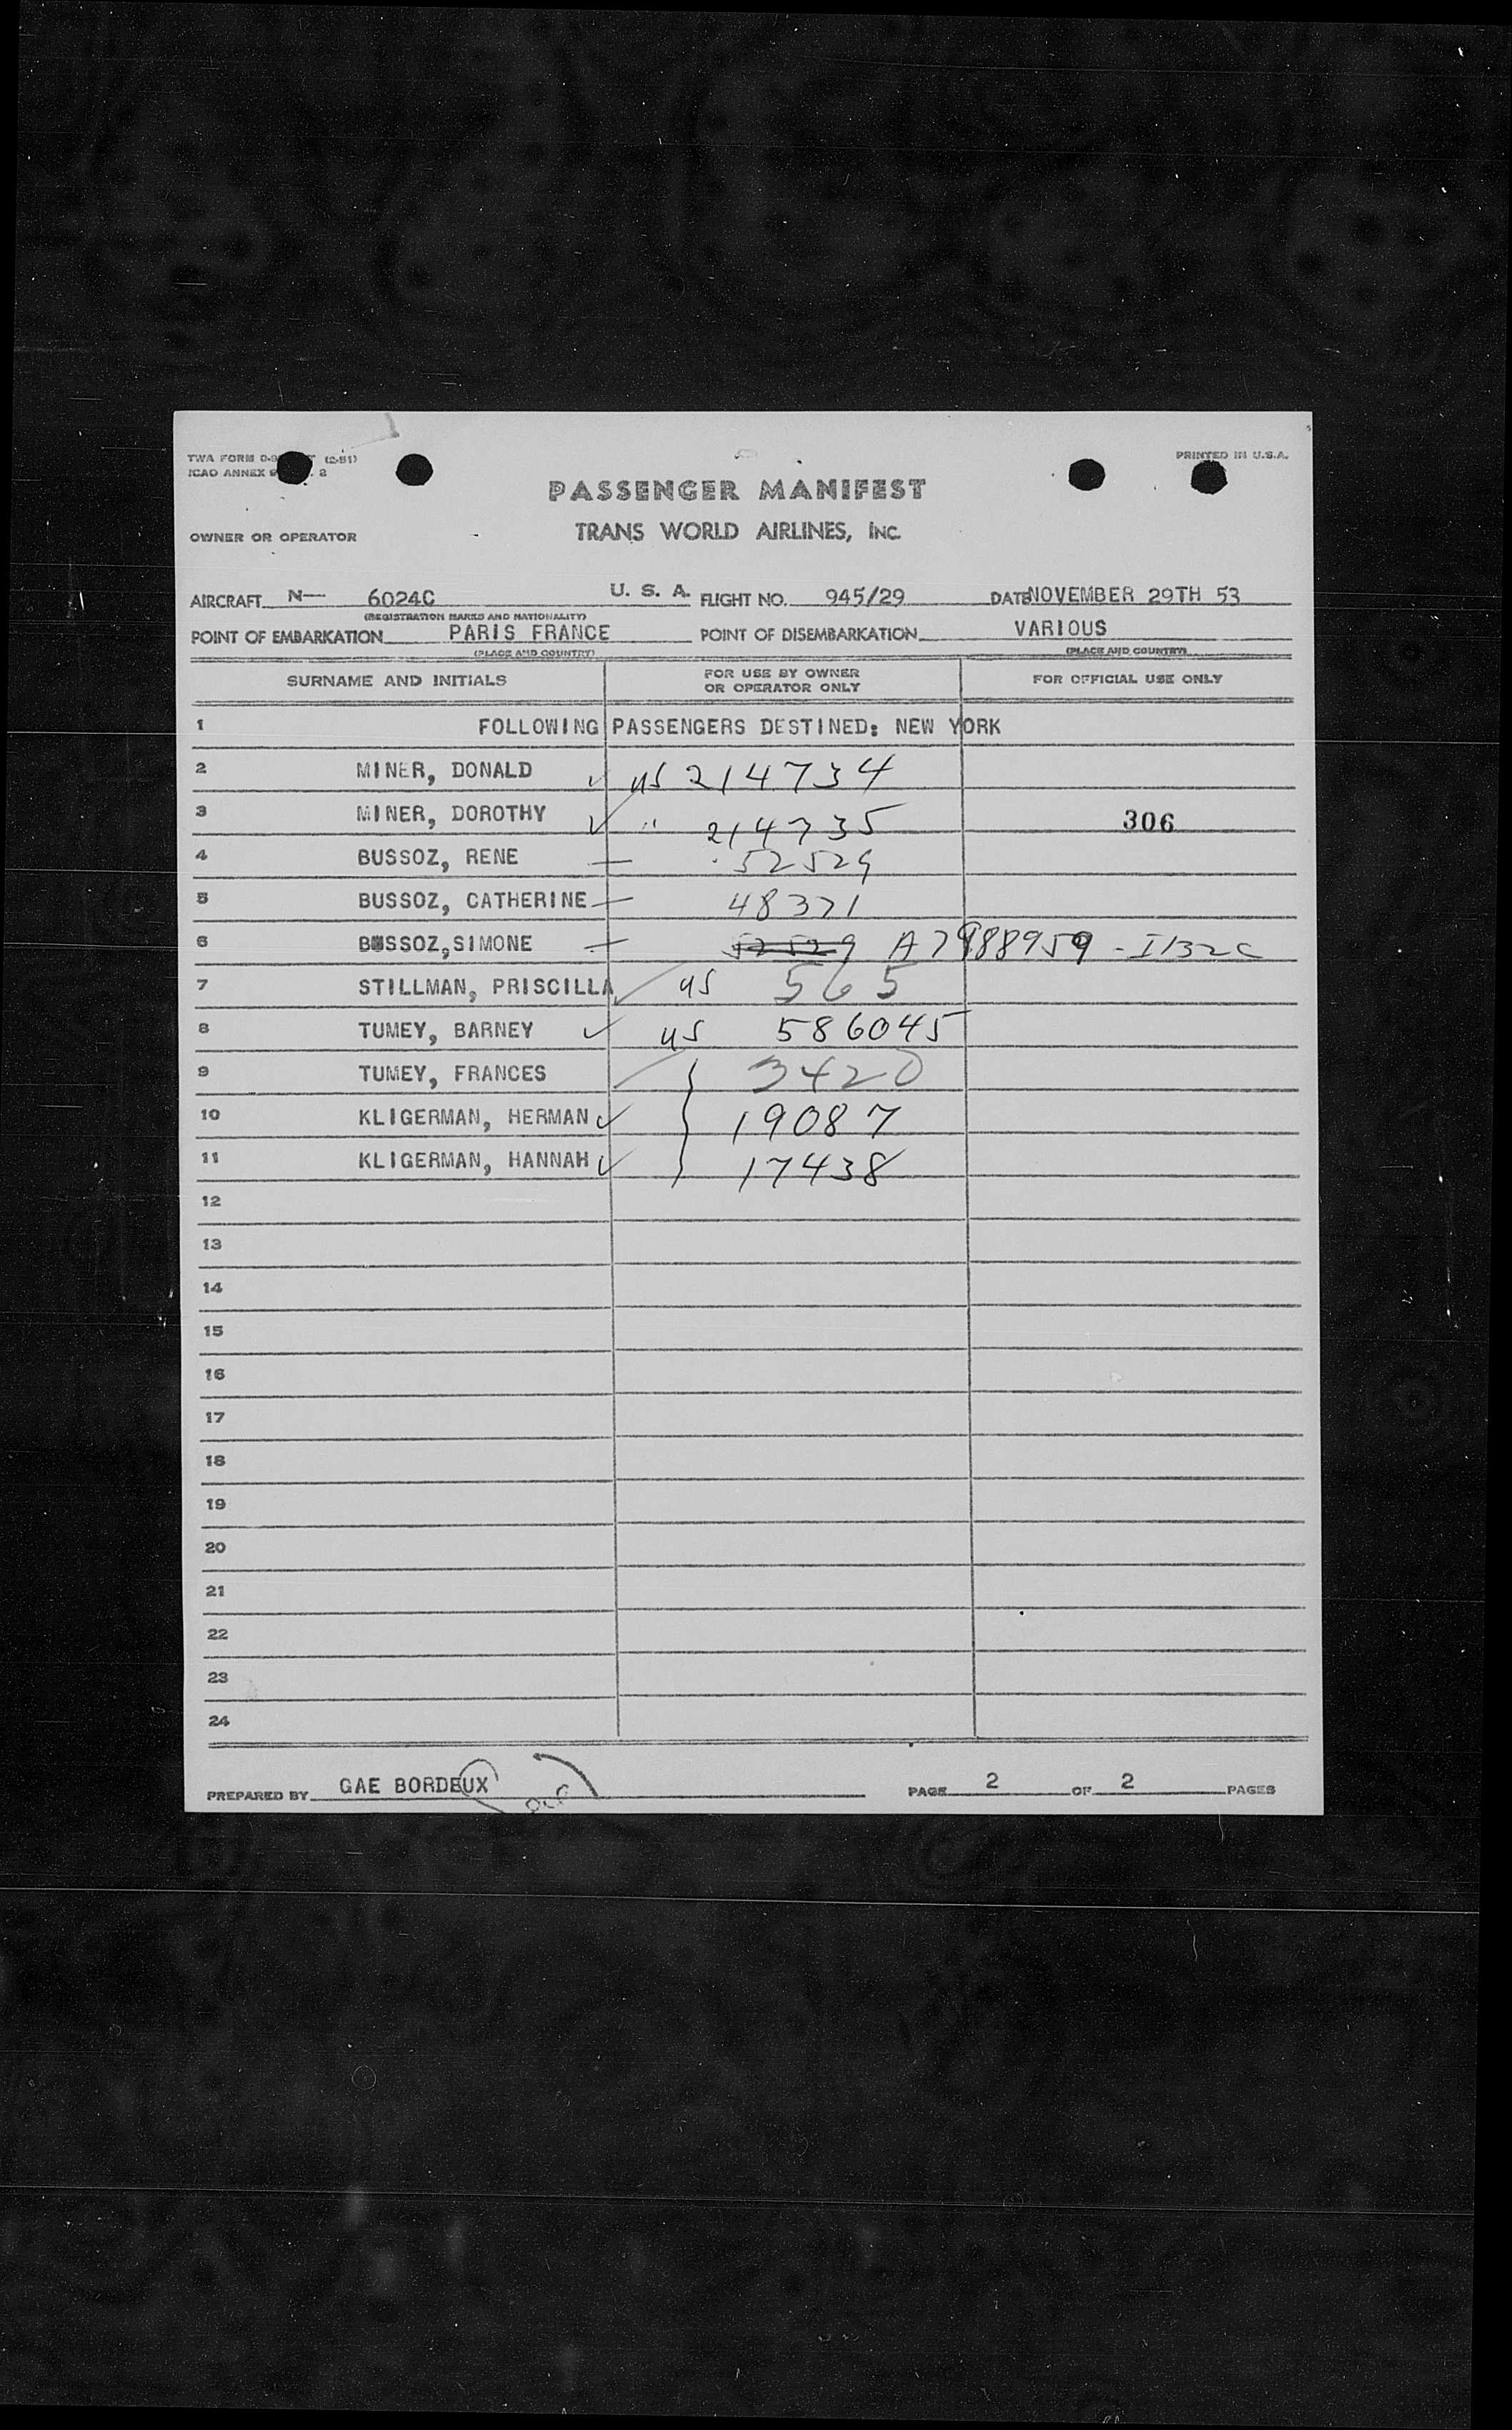 TWA FORM (2-51)
ICAO ANNEX 2
PRINTED IN U.S.A.
PASSENGER MANIFEST
OWNER OR OPERATOR TRANS WORLD AIRLINES, INC.
AIRCRAFT N— 6024C U. S. A. FLIGHT NO. 945/29 DATE NOVEMBER 29TH 53
(REGISTRATION MARKS AND NATIONALITY)
POINT OF EMBARKATION PARIS FRANCE POINT OF DISEMBARKATION VARIOUS
(PLACE AND COUNTRY) (PLACE AND COUNTRY)
SURNAME AND INITIALS FOR USE BY OWNER OR OPERATOR ONLY FOR OFFICIAL USE ONLY
1 FOLLOWING PASSENGERS DESTINED: NEW YORK
2 MINER, DONALD ✓ US 214734
3 MINER, DOROTHY ✓ " 214735 306
4 BUSSOZ, RENE — 52529
5 BUSSOZ, CATHERINE — 48371
6 BUSSOZ,SIMONE — 52529 A7988959 - I132C
7 STILLMAN, PRISCILLA ✓ US 565
8 TUMEY, BARNEY ✓ US 586045
9 TUMEY, FRANCES 3420
10 KLIGERMAN, HERMAN ✓ 19087
11 KLIGERMAN, HANNAH ✓ 17438
12
13
14
15
16
17
18
19
20
21
22
23
24
PREPARED BY GAE BORDEUX PAGE 2 OF 2 PAGES